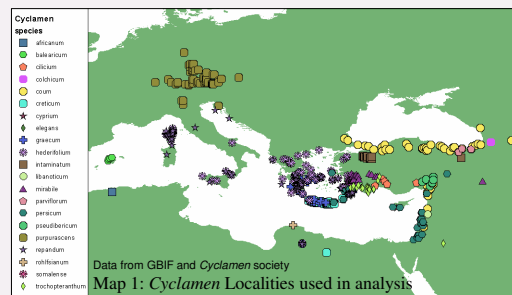 Cyclamen
species
africanum
balearicum
cilicium
colchicum
coum
creticum
cyprium
elegans
graecum
hederifolium
intaminatum
libanoticum
mirabile
parviflorum
persicum
pseudibericum
purpurascens
repandum
rohlfsianum
somalense
trochopteranthum
Data from GBIF and Cyclamen society
Map 1: Cyclamen Localities used in analysis